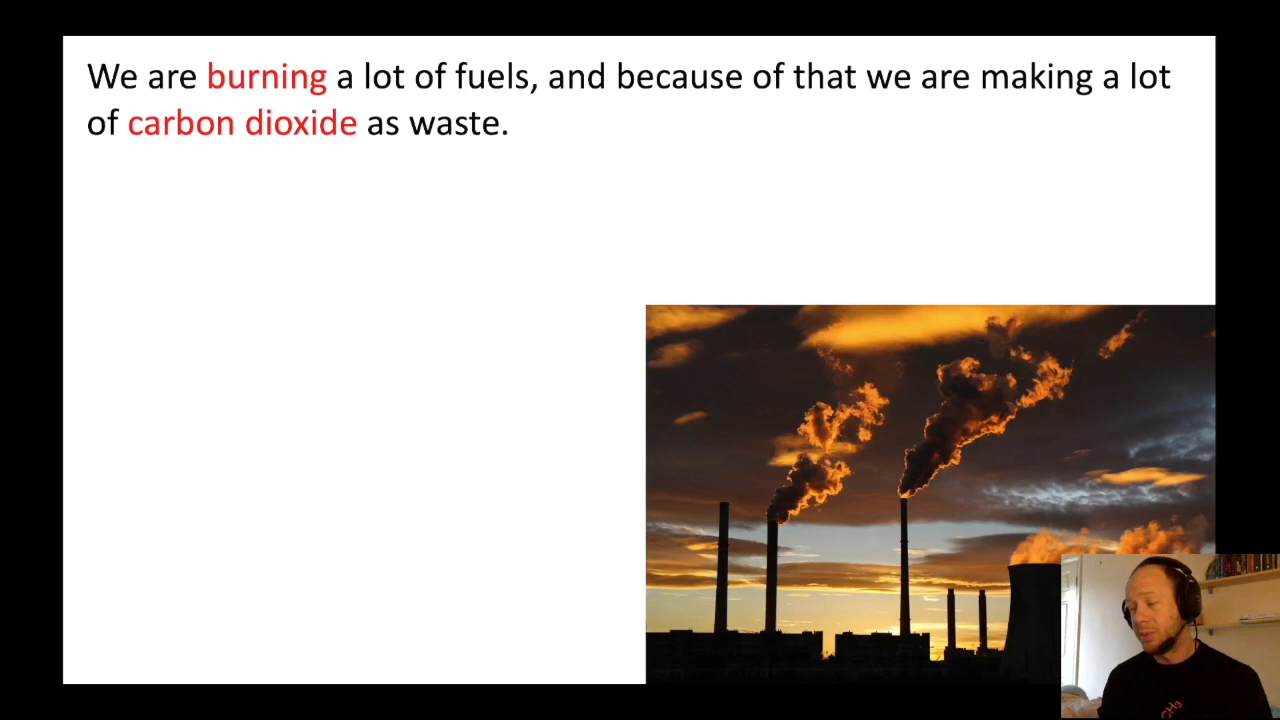 We are burning a lot of fuels, and because of that we are making a lot
of carbon dioxide as waste.
CH₃